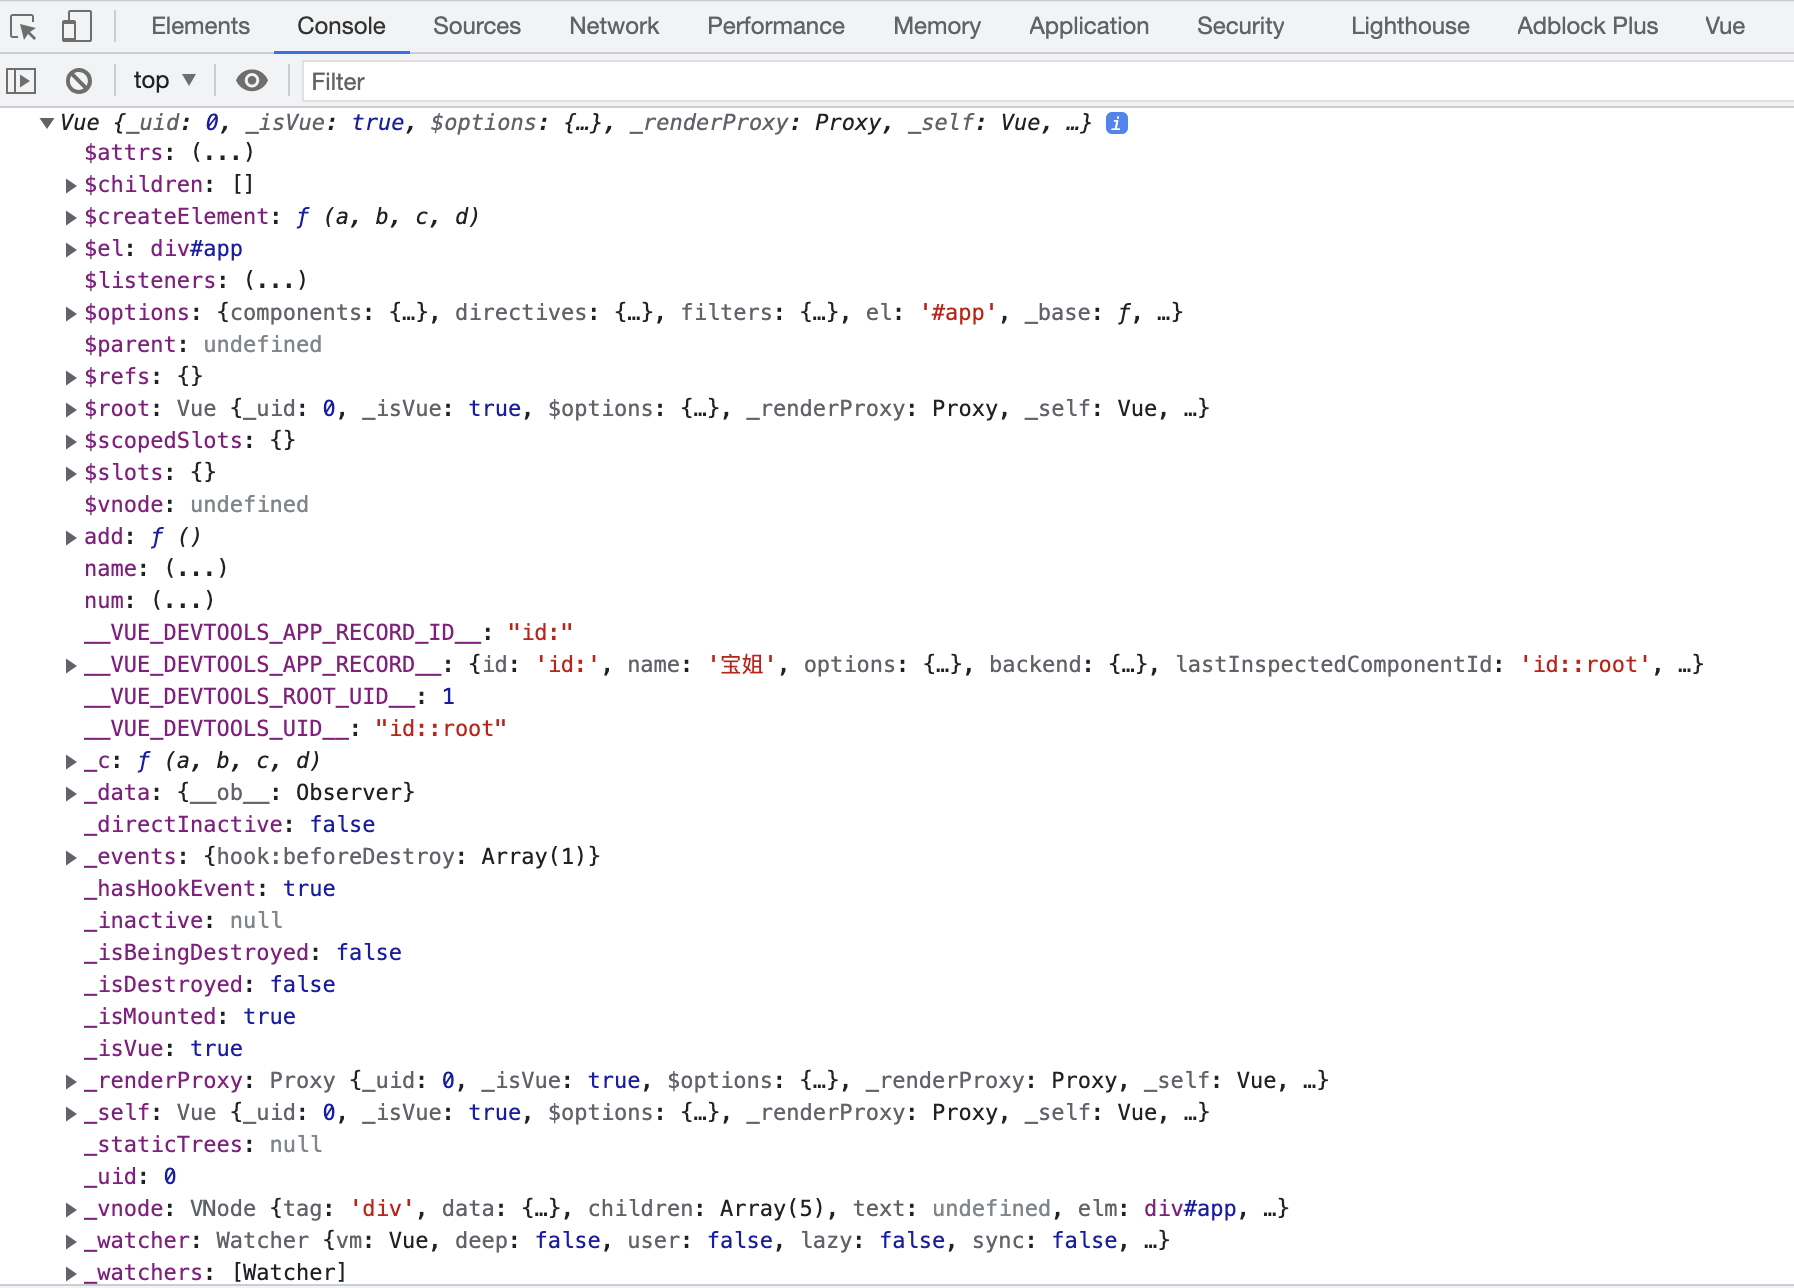 Elements Console Sources Network Performance Memory Application Security Lighthouse Adblock Plus Vue
top Filter
Vue {_uid: 0, _isVue: true, $options: {…}, _renderProxy: Proxy, _self: Vue, …} i
$attrs: (...)
$children: []
$createElement: ƒ (a, b, c, d)
$el: div#app
$listeners: (...)
$options: {components: {…}, directives: {…}, filters: {…}, el: '#app', _base: ƒ, …}
$parent: undefined
$refs: {}
$root: Vue {_uid: 0, _isVue: true, $options: {…}, _renderProxy: Proxy, _self: Vue, …}
$scopedSlots: {}
$slots: {}
$vnode: undefined
add: ƒ ()
name: (...)
num: (...)
__VUE_DEVTOOLS_APP_RECORD_ID__: "id:"
__VUE_DEVTOOLS_APP_RECORD__: {id: 'id:', name: '宝姐', options: {…}, backend: {…}, lastInspectedComponentId: 'id::root', …}
__VUE_DEVTOOLS_ROOT_UID__: 1
__VUE_DEVTOOLS_UID__: "id::root"
_c: ƒ (a, b, c, d)
_data: {__ob__: Observer}
_directInactive: false
_events: {hook:beforeDestroy: Array(1)}
_hasHookEvent: true
_inactive: null
_isBeingDestroyed: false
_isDestroyed: false
_isMounted: true
_isVue: true
_renderProxy: Proxy {_uid: 0, _isVue: true, $options: {…}, _renderProxy: Proxy, _self: Vue, …}
_self: Vue {_uid: 0, _isVue: true, $options: {…}, _renderProxy: Proxy, _self: Vue, …}
_staticTrees: null
_uid: 0
_vnode: VNode {tag: 'div', data: {…}, children: Array(5), text: undefined, elm: div#app, …}
_watcher: Watcher {vm: Vue, deep: false, user: false, lazy: false, sync: false, …}
_watchers: [Watcher]